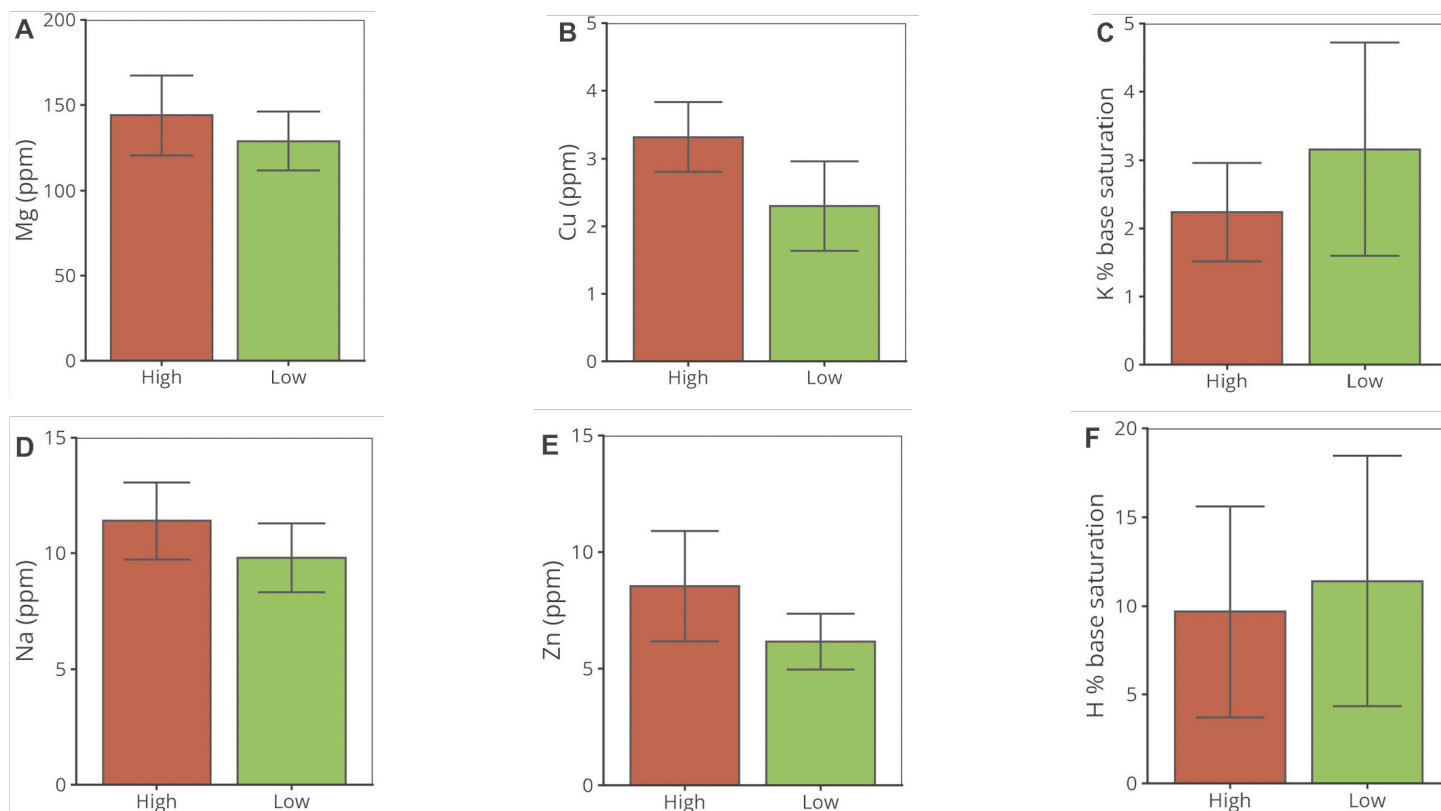 A
Mg (ppm)
200
150
100
50
0
High Low
B
Cu (ppm)
5
4
3
2
1
0
High Low
C
K % base saturation
5
4
3
2
1
0
High Low
D
Na (ppm)
15
10
5
0
High Low
E
Zn (ppm)
15
10
5
0
High Low
F
H % base saturation
20
15
10
5
0
High Low